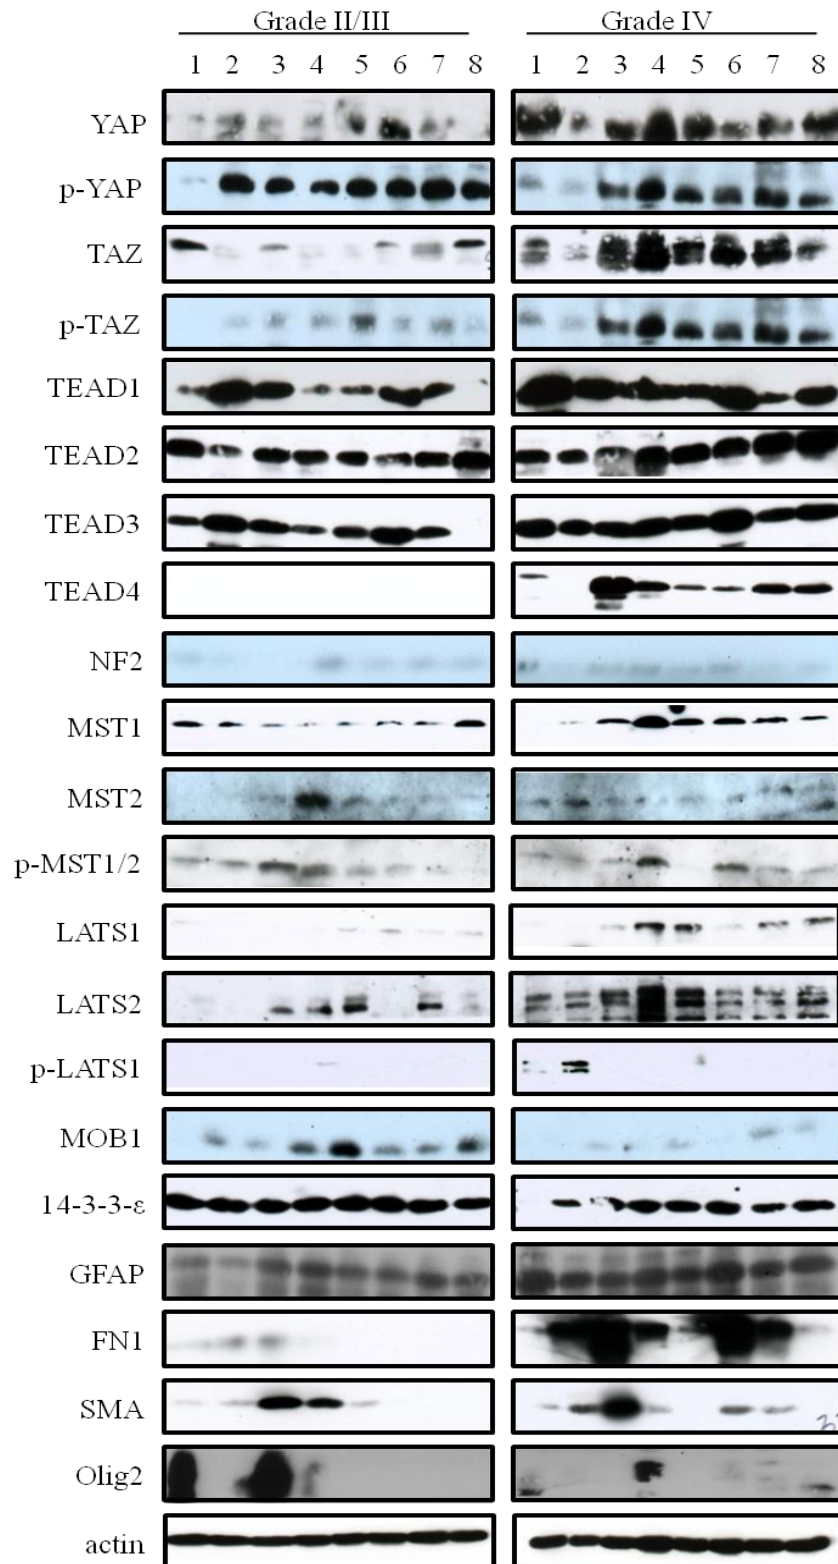 Grade II/III Grade IV
1 2 3 4 5 6 7 8 1 2 3 4 5 6 7 8
YAP
p-YAP
TAZ
p-TAZ
TEAD1
TEAD2
TEAD3
TEAD4
NF2
MST1
MST2
p-MST1/2
LATS1
LATS2
p-LATS1
MOB1
14-3-3-ε
GFAP
FN1
SMA
Olig2
actin